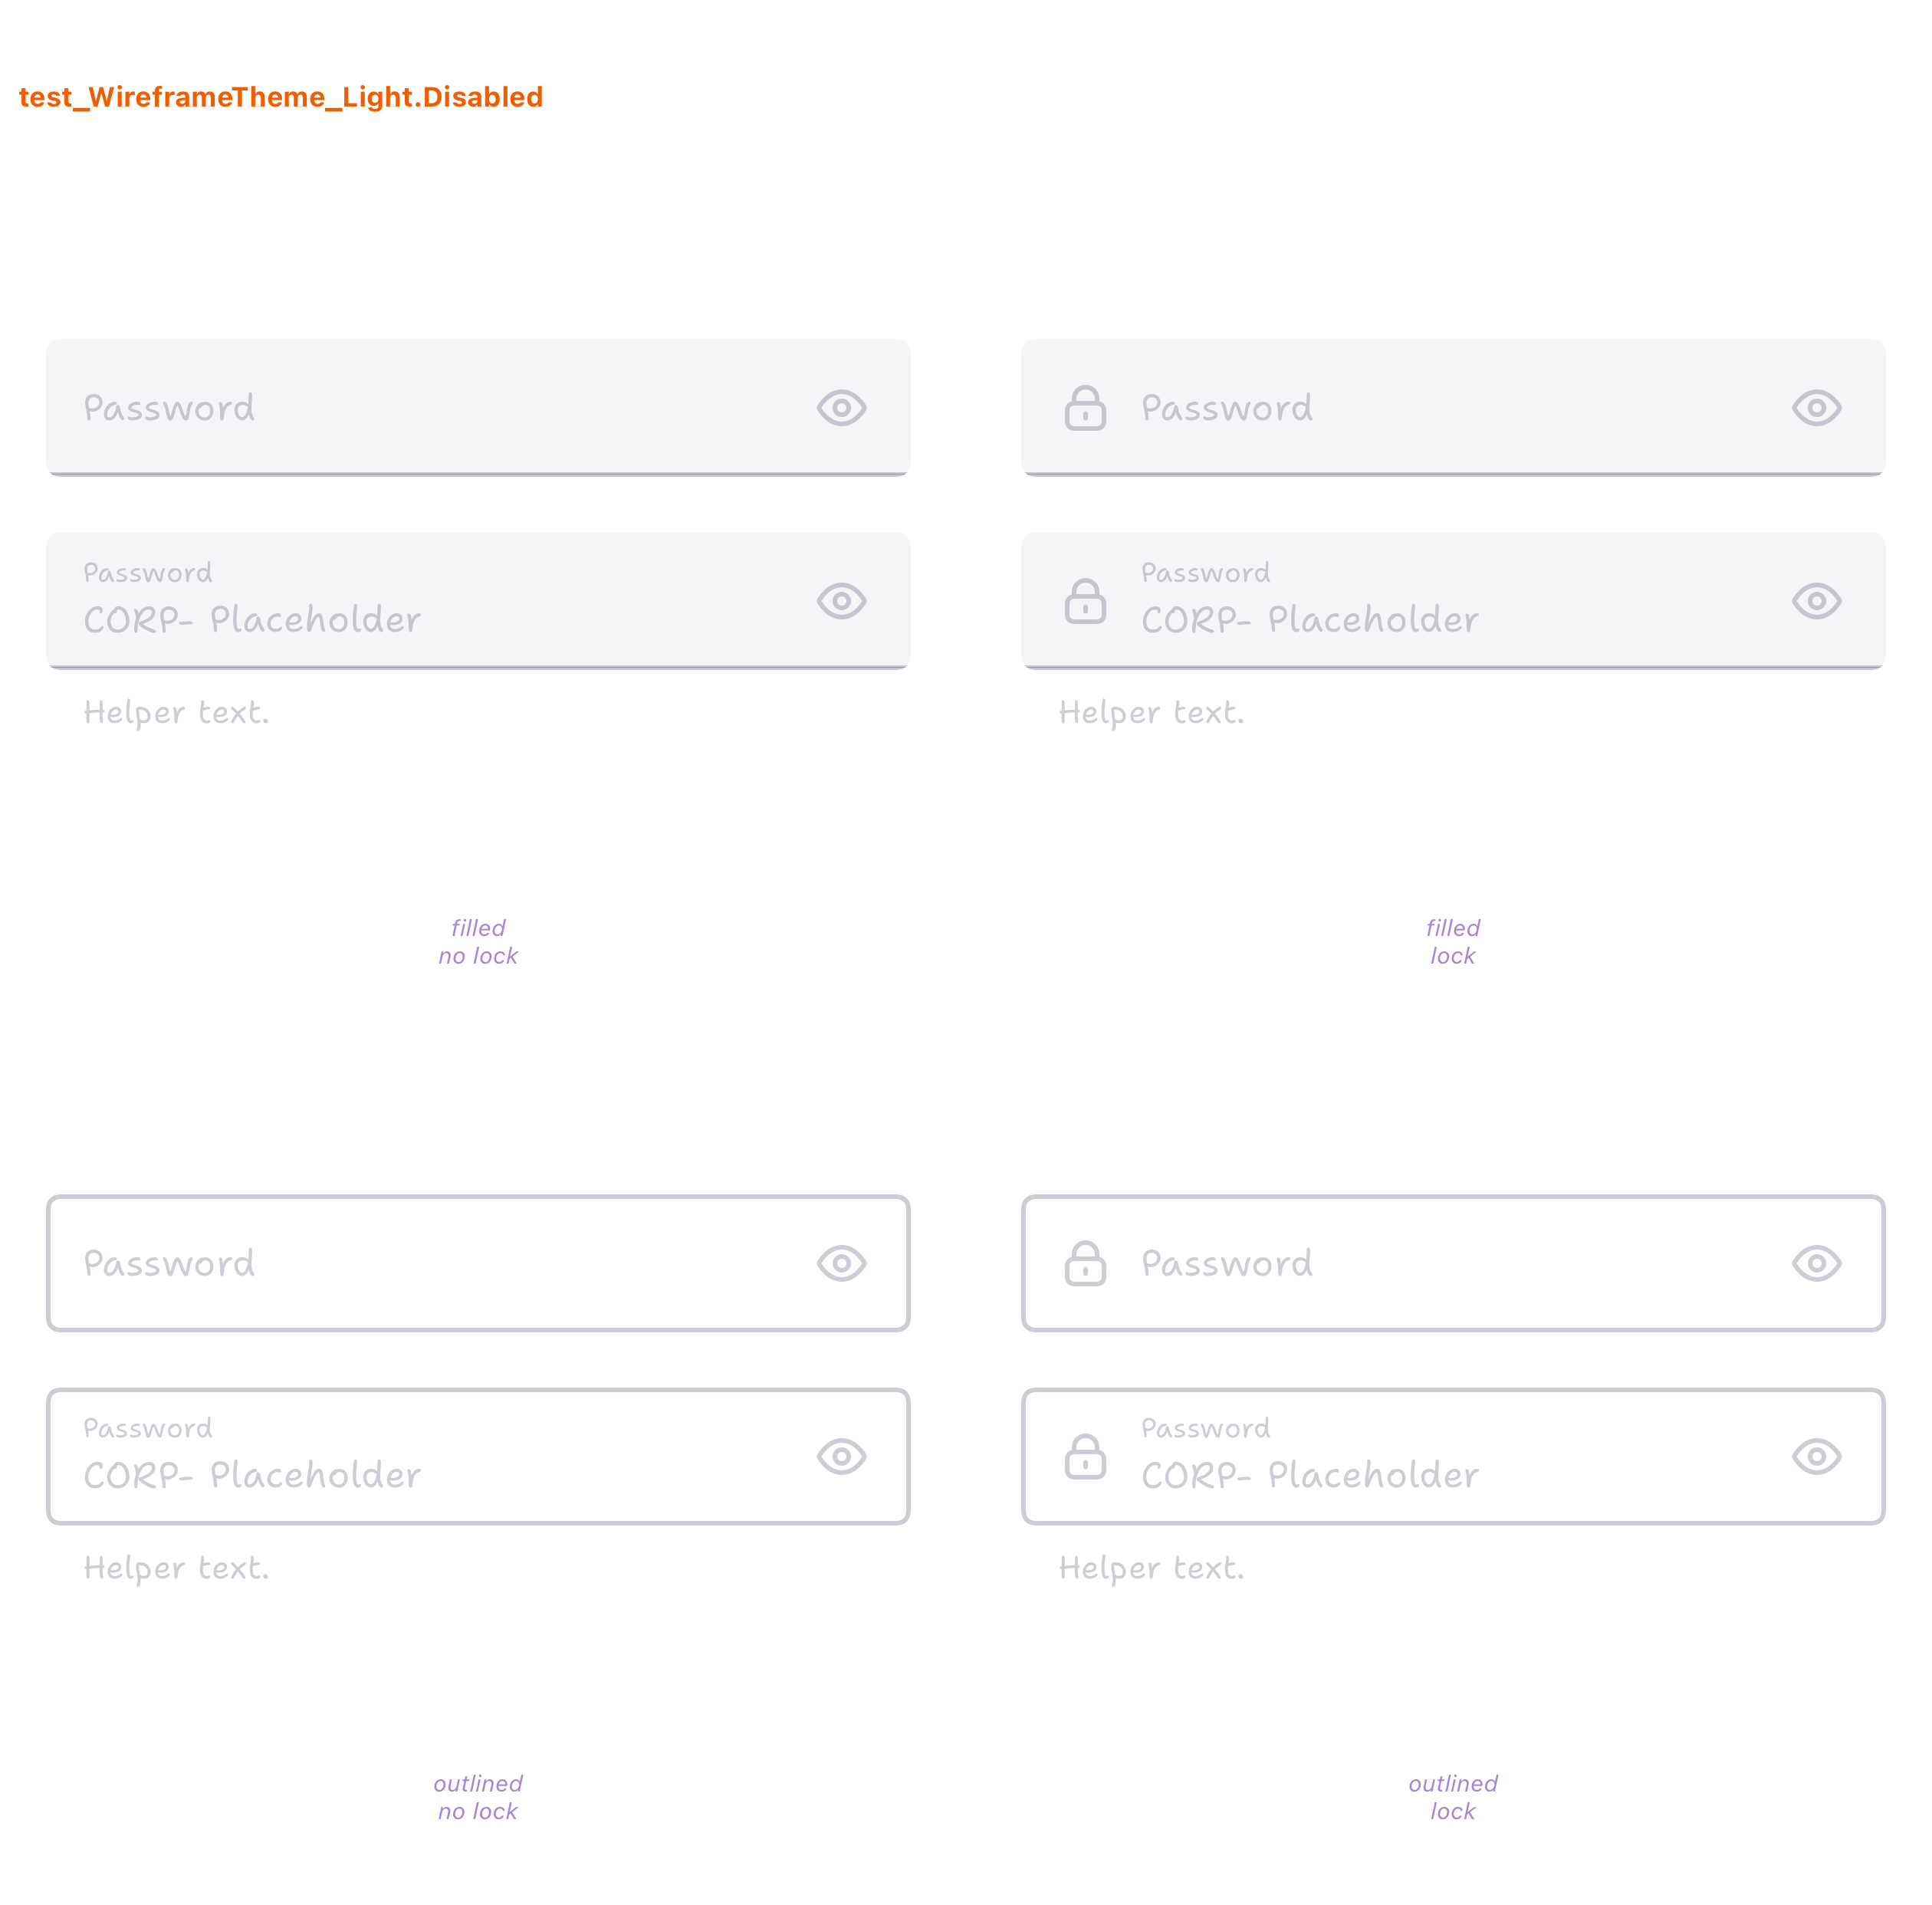 test_WireframeTheme_Light.Disabled
Password
Password
Password
CORP- Placeholder
Helper text.
Password
CORP- Placeholder
Helper text.
filled
no lock
filled
lock
Password
Password
Password
CORP- Placeholder
Helper text.
Password
CORP- Placeholder
Helper text.
outlined
no lock
outlined
lock